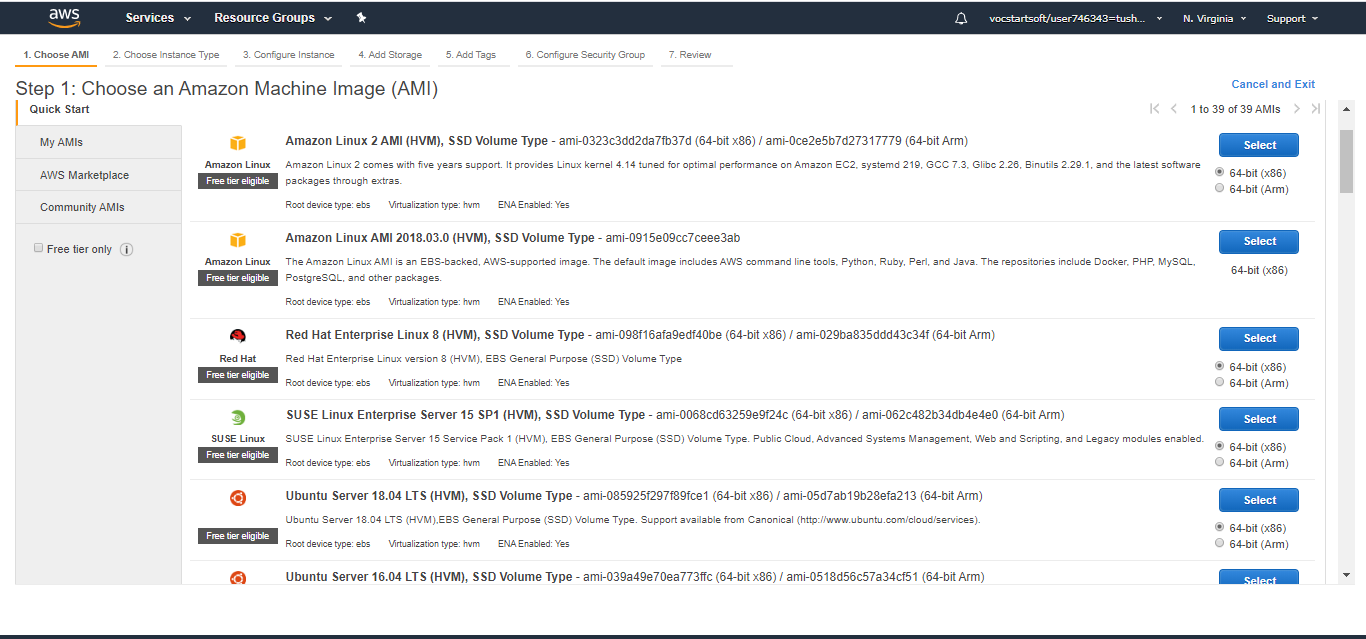 aws Services Resource Groups vocstartsoft/user746343=tush... N. Virginia Support
1. Choose AMI 2. Choose Instance Type 3. Configure Instance 4. Add Storage 5. Add Tags 6. Configure Security Group 7. Review
Step 1: Choose an Amazon Machine Image (AMI)
Cancel and Exit
Quick Start
1 to 39 of 39 AMIs
My AMIs
AWS Marketplace
Community AMIs
Free tier only
Amazon Linux
Free tier eligible
Amazon Linux 2 AMI (HVM), SSD Volume Type - ami-0323c3dd2da7fb37d (64-bit x86) / ami-0ce2e5b7d27317779 (64-bit Arm)
Amazon Linux 2 comes with five years support. It provides Linux kernel 4.14 tuned for optimal performance on Amazon EC2, systemd 219, GCC 7.3, Glibc 2.26, Binutils 2.29.1, and the latest software
packages through extras.
Root device type: ebs Virtualization type: hvm ENA Enabled: Yes
Select
64-bit (x86)
64-bit (Arm)
Amazon Linux
Free tier eligible
Amazon Linux AMI 2018.03.0 (HVM), SSD Volume Type - ami-0915e09cc7ceee3ab
The Amazon Linux AMI is an EBS-backed, AWS-supported image. The default image includes AWS command line tools, Python, Ruby, Perl, and Java. The repositories include Docker, PHP, MySQL,
PostgreSQL, and other packages.
Root device type: ebs Virtualization type: hvm ENA Enabled: Yes
Select
64-bit (x86)
Red Hat
Free tier eligible
Red Hat Enterprise Linux 8 (HVM), SSD Volume Type - ami-098f16afa9edf40be (64-bit x86) / ami-029ba835ddd43c34f (64-bit Arm)
Red Hat Enterprise Linux version 8 (HVM), EBS General Purpose (SSD) Volume Type
Root device type: ebs Virtualization type: hvm ENA Enabled: Yes
Select
64-bit (x86)
64-bit (Arm)
SUSE Linux
Free tier eligible
SUSE Linux Enterprise Server 15 SP1 (HVM), SSD Volume Type - ami-0068cd63259e9f24c (64-bit x86) / ami-062c482b34db4e4e0 (64-bit Arm)
SUSE Linux Enterprise Server 15 Service Pack 1 (HVM), EBS General Purpose (SSD) Volume Type. Public Cloud, Advanced Systems Management, Web and Scripting, and Legacy modules enabled.
Root device type: ebs Virtualization type: hvm ENA Enabled: Yes
Select
64-bit (x86)
64-bit (Arm)
Free tier eligible
Ubuntu Server 18.04 LTS (HVM), SSD Volume Type - ami-085925f297f89fce1 (64-bit x86) / ami-05d7ab19b28efa213 (64-bit Arm)
Ubuntu Server 18.04 LTS (HVM),EBS General Purpose (SSD) Volume Type. Support available from Canonical (http://www.ubuntu.com/cloud/services).
Root device type: ebs Virtualization type: hvm ENA Enabled: Yes
Select
64-bit (x86)
64-bit (Arm)
Ubuntu Server 16.04 LTS (HVM), SSD Volume Type - ami-039a49e70ea773ffc (64-bit x86) / ami-0518d56c57a34cf51 (64-bit Arm)
Select